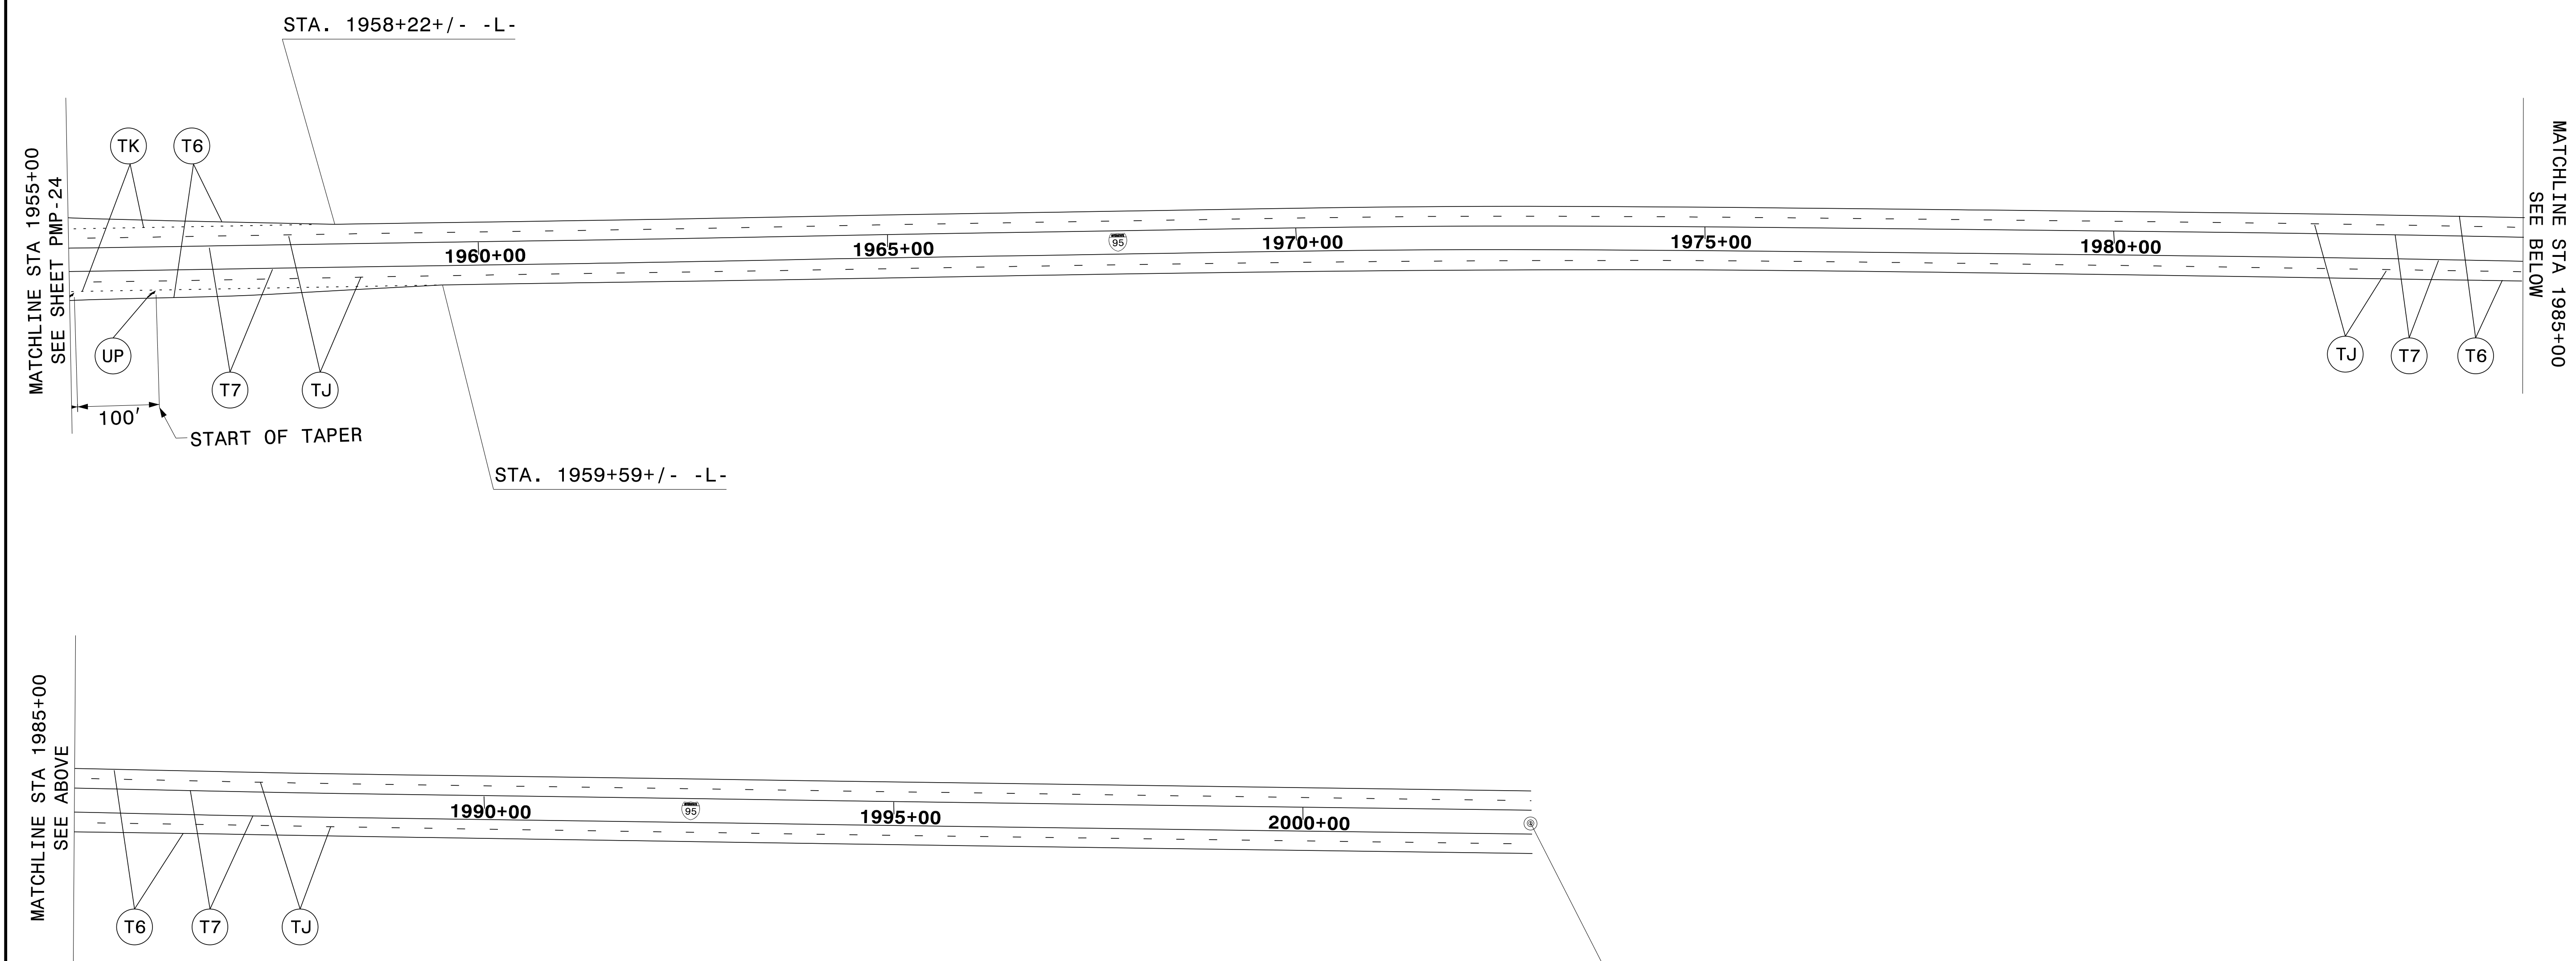 STA. 1958+22+/- -L-
MATCHLINE STA 1955+00
SEE SHEET PMP-24
TK
T6
1960+00
1965+00
95
1970+00
1975+00
1980+00
MATCHLINE STA 1985+00
SEE BELOW
UP
T7
TJ
TJ
T7
T6
100'
START OF TAPER
STA. 1959+59+/- -L-
MATCHLINE STA 1985+00
SEE ABOVE
1990+00
95
1995+00
2000+00
T6
T7
TJ